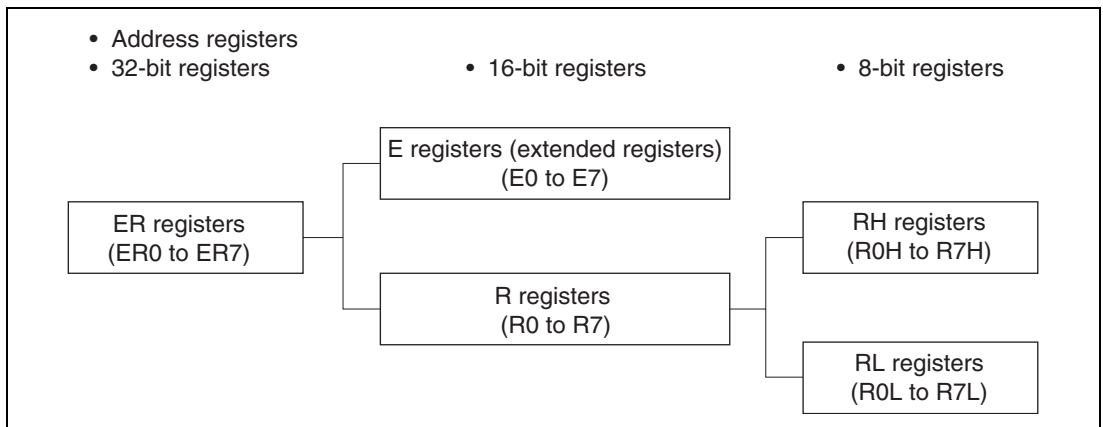 • Address registers
• 32-bit registers
• 16-bit registers
• 8-bit registers
E registers (extended registers)
(E0 to E7)
ER registers
(ER0 to ER7)
RH registers
(R0H to R7H)
R registers
(R0 to R7)
RL registers
(R0L to R7L)